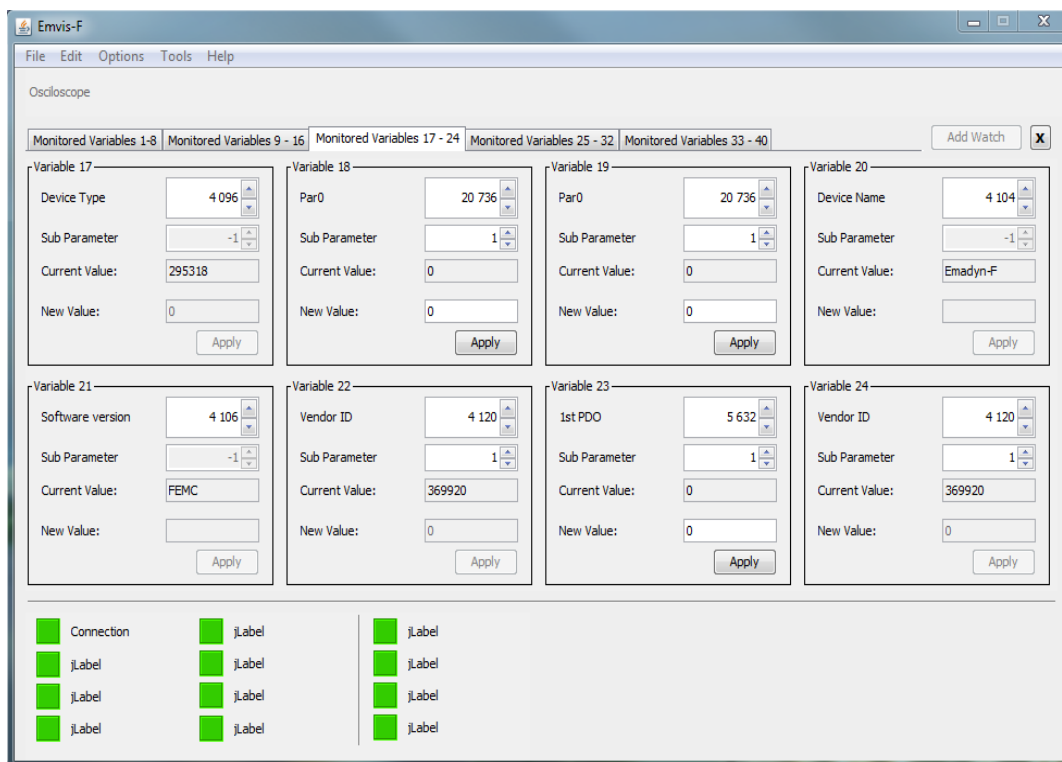 Emvis-F
File Edit Options Tools Help
Osciloscope
Monitored Variables 1-8 Monitored Variables 9 - 16 Monitored Variables 17 - 24 Monitored Variables 25 - 32 Monitored Variables 33 - 40 Add Watch X
Variable 17 Variable 18 Variable 19 Variable 20
Device Type 4 096 Par0 20 736 Par0 20 736 Device Name 4 104
Sub Parameter -1 Sub Parameter 1 Sub Parameter 1 Sub Parameter -1
Current Value: 295318 Current Value: 0 Current Value: 0 Current Value: Emadyn-F
New Value: 0 New Value: 0 New Value: 0 New Value:
Apply Apply Apply Apply
Variable 21 Variable 22 Variable 23 Variable 24
Software version 4 106 Vendor ID 4 120 1st PDO 5 632 Vendor ID 4 120
Sub Parameter -1 Sub Parameter 1 Sub Parameter 1 Sub Parameter 1
Current Value: FEMC Current Value: 369920 Current Value: 0 Current Value: 369920
New Value: New Value: 0 New Value: 0 New Value: 0
Apply Apply Apply Apply
Connection jLabel jLabel
jLabel jLabel jLabel
jLabel jLabel jLabel
jLabel jLabel jLabel